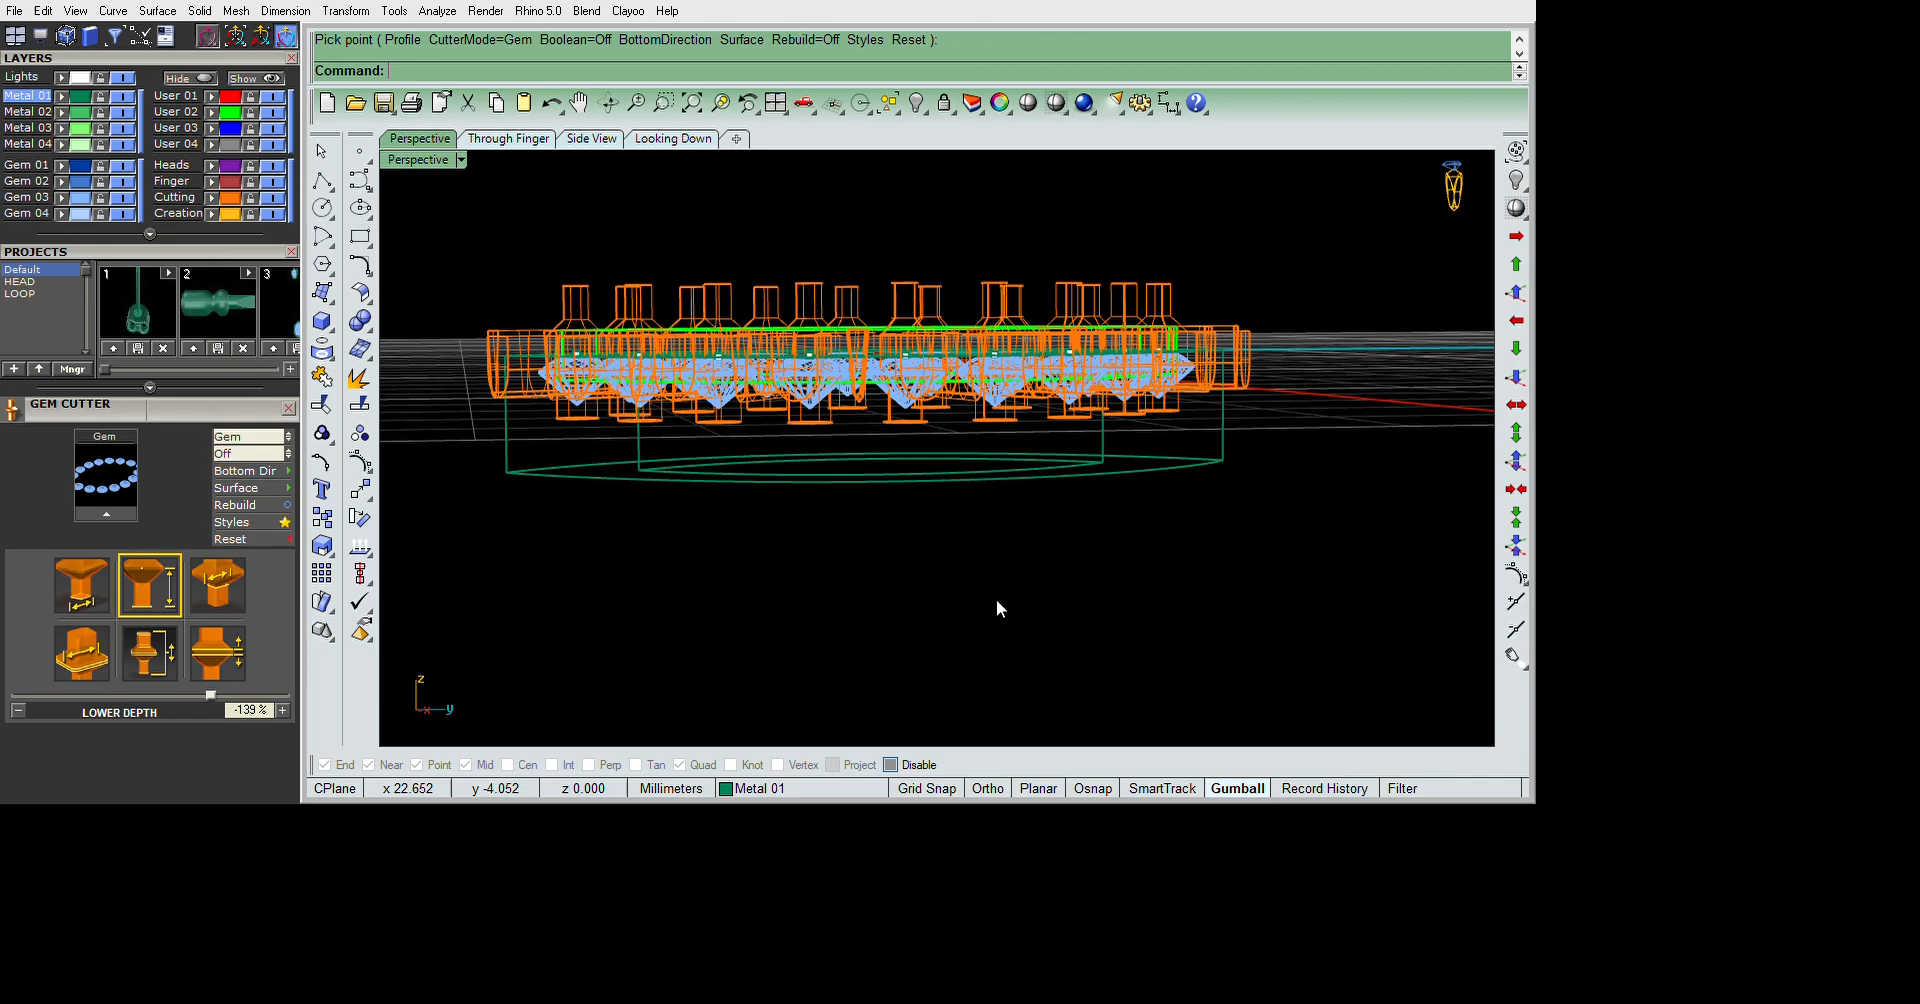 File Edit View Curve Surface Solid Mesh Dimension Transform Tools Analyze Render Rhino 5.0 Blend Clayoo Help
Pick point ( Profile CutterMode=Gem Boolean=Off BottomDirection Surface Rebuild=Off Styles Reset ):
Command:
LAYERS
Lights Hide Show
Metal 01 User 01
Metal 02 User 02
Metal 03 User 03
Metal 04 User 04
Gem 01 Heads
Gem 02 Finger
Gem 03 Cutting
Gem 04 Creation
PROJECTS
Default
HEAD
LOOP
1 2 3
Mngr
GEM CUTTER
Gem
Gem
Off
Bottom Dir
Surface
Rebuild
Styles
Reset
LOWER DEPTH -139 %
Perspective Through Finger Side View Looking Down
Perspective
z
x y
End Near Point Mid Cen Int Perp Tan Quad Knot Vertex Project Disable
CPlane x 22.652 y -4.052 z 0.000 Millimeters Metal 01 Grid Snap Ortho Planar Osnap SmartTrack Gumball Record History Filter